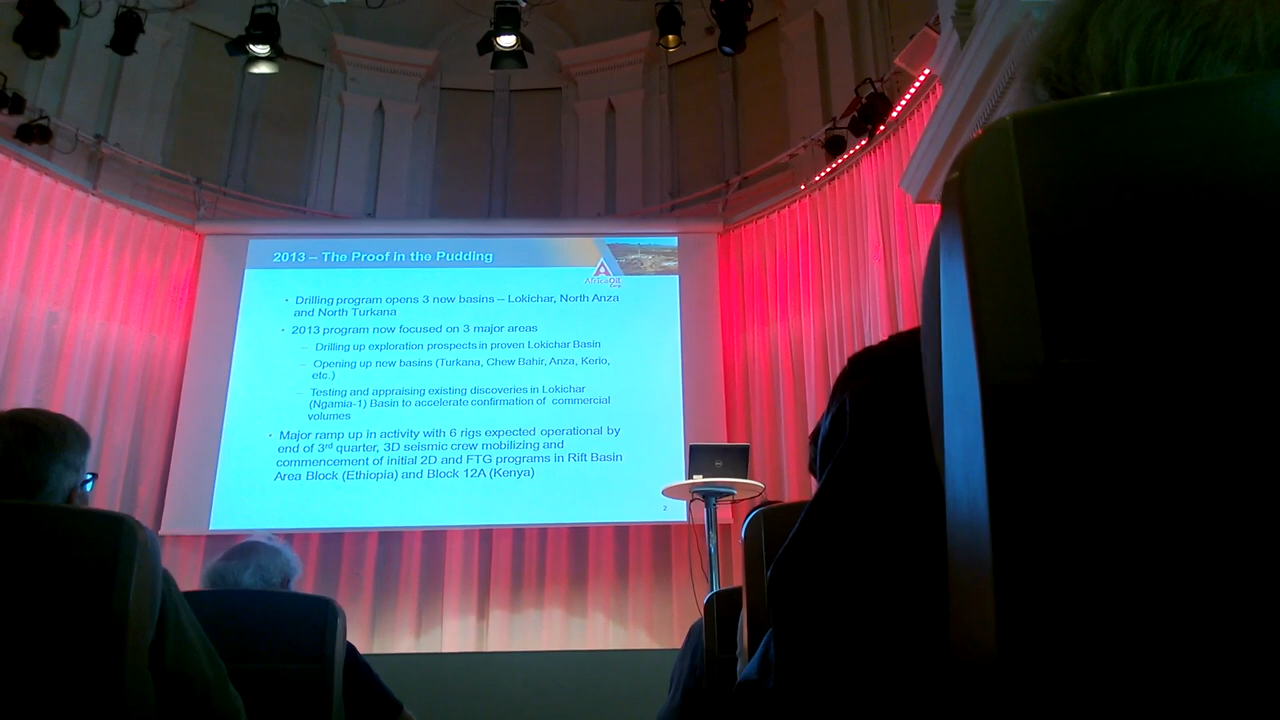 2013 – The Proof in the Pudding
AfricaOil
Corp.
• Drilling program opens 3 new basins – Lokichar, North Anza
and North Turkana
• 2013 program now focused on 3 major areas
– Drilling up exploration prospects in proven Lokichar Basin
– Opening up new basins (Turkana, Chew Bahir, Anza, Kerio,
etc.)
– Testing and appraising existing discoveries in Lokichar
(Ngamia-1) Basin to accelerate confirmation of commercial
volumes
• Major ramp up in activity with 6 rigs expected operational by
end of 3rd quarter, 3D seismic crew mobilizing and
commencement of initial 2D and FTG programs in Rift Basin
Area Block (Ethiopia) and Block 12A (Kenya)
2
DELL